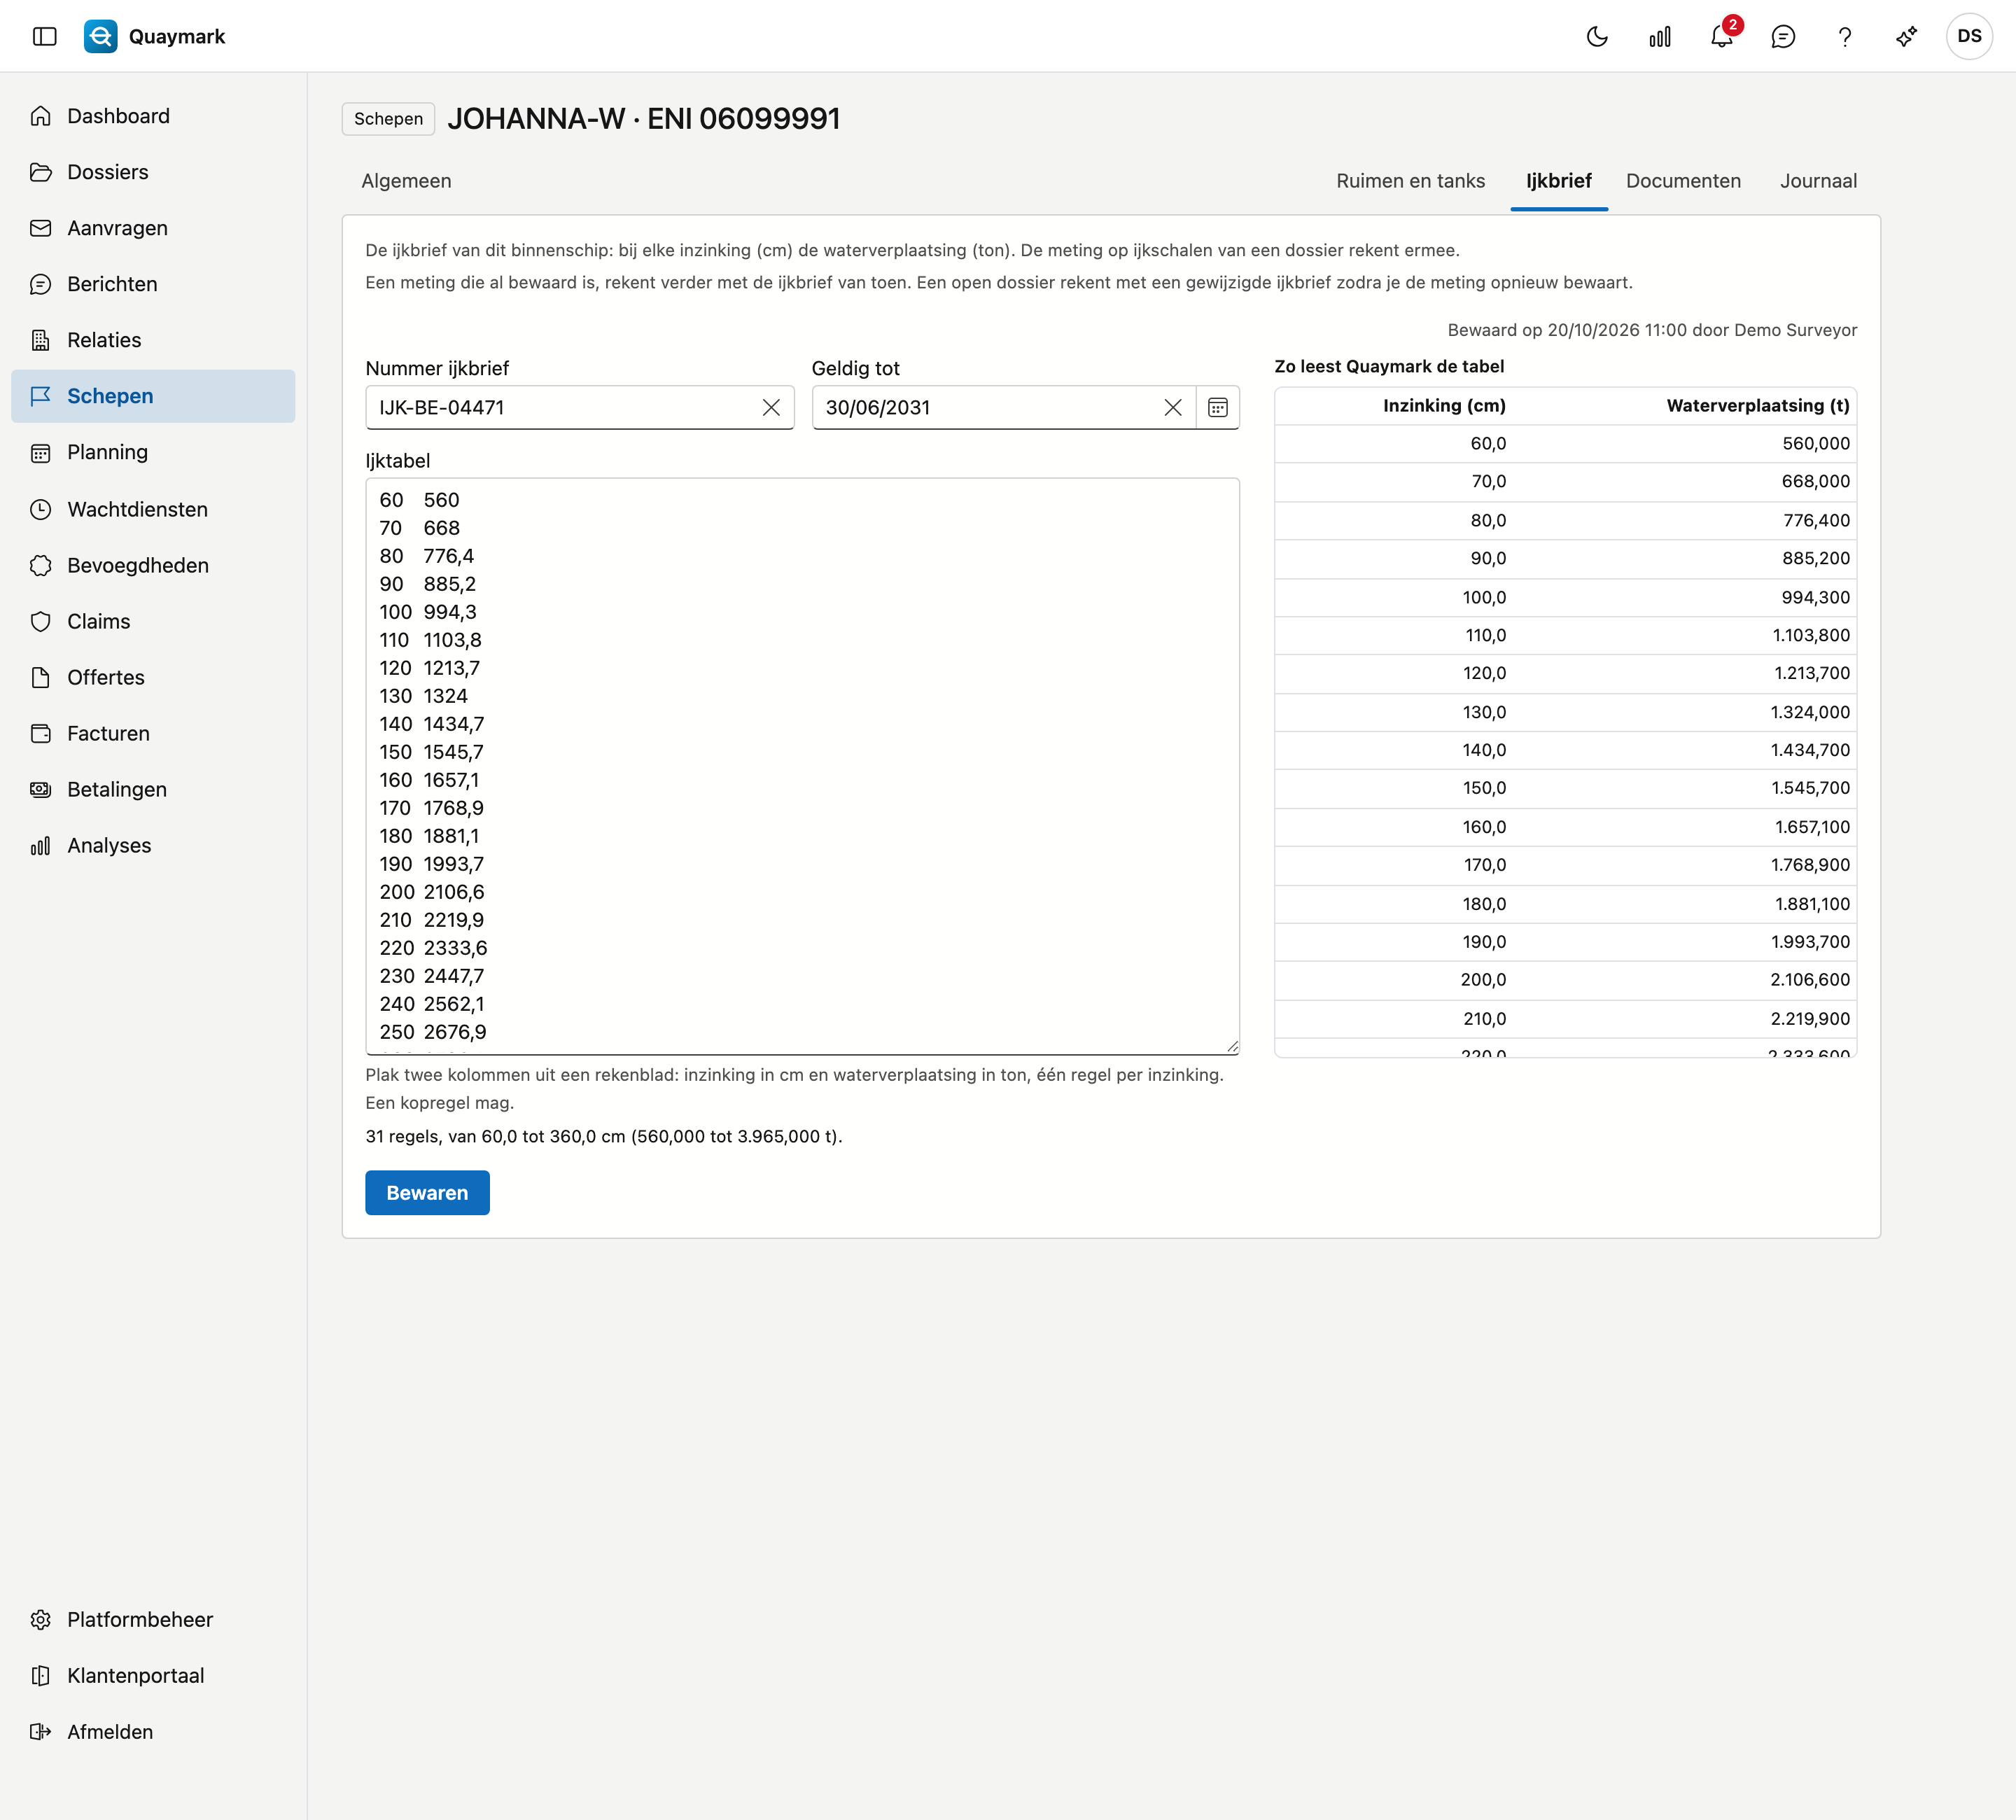 Quaymark
2
DS
Dashboard
Dossiers
Aanvragen
Berichten
Relaties
Schepen
Planning
Wachtdiensten
Bevoegdheden
Claims
Offertes
Facturen
Betalingen
Analyses
Platformbeheer
Klantenportaal
Afmelden
Schepen JOHANNA-W · ENI 06099991
Algemeen Ruimen en tanks Ijkbrief Documenten Journaal
De ijkbrief van dit binnenschip: bij elke inzinking (cm) de waterverplaatsing (ton). De meting op ijkschalen van een dossier rekent ermee.
Een meting die al bewaard is, rekent verder met de ijkbrief van toen. Een open dossier rekent met een gewijzigde ijkbrief zodra je de meting opnieuw bewaart.
Bewaard op 20/10/2026 11:00 door Demo Surveyor
Nummer ijkbrief
IJK-BE-04471
Geldig tot
30/06/2031
Ijktabel
60 560
70 668
80 776,4
90 885,2
100 994,3
110 1103,8
120 1213,7
130 1324
140 1434,7
150 1545,7
160 1657,1
170 1768,9
180 1881,1
190 1993,7
200 2106,6
210 2219,9
220 2333,6
230 2447,7
240 2562,1
250 2676,9
Plak twee kolommen uit een rekenblad: inzinking in cm en waterverplaatsing in ton, één regel per inzinking.
Een kopregel mag.
31 regels, van 60,0 tot 360,0 cm (560,000 tot 3.965,000 t).
Bewaren
Zo leest Quaymark de tabel
Inzinking (cm) Waterverplaatsing (t)
60,0 560,000
70,0 668,000
80,0 776,400
90,0 885,200
100,0 994,300
110,0 1.103,800
120,0 1.213,700
130,0 1.324,000
140,0 1.434,700
150,0 1.545,700
160,0 1.657,100
170,0 1.768,900
180,0 1.881,100
190,0 1.993,700
200,0 2.106,600
210,0 2.219,900
220,0 2.333,600